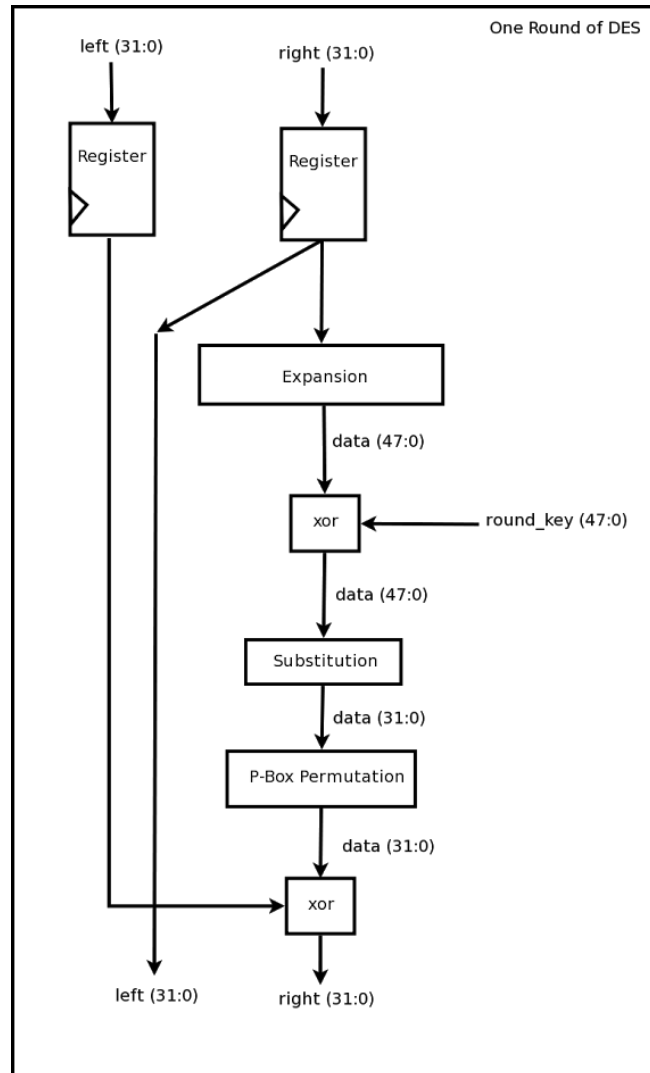 One Round of DES
left (31:0)
right (31:0)
Register
Register
Expansion
data (47:0)
xor
round_key (47:0)
data (47:0)
Substitution
data (31:0)
P-Box Permutation
data (31:0)
xor
left (31:0)
right (31:0)